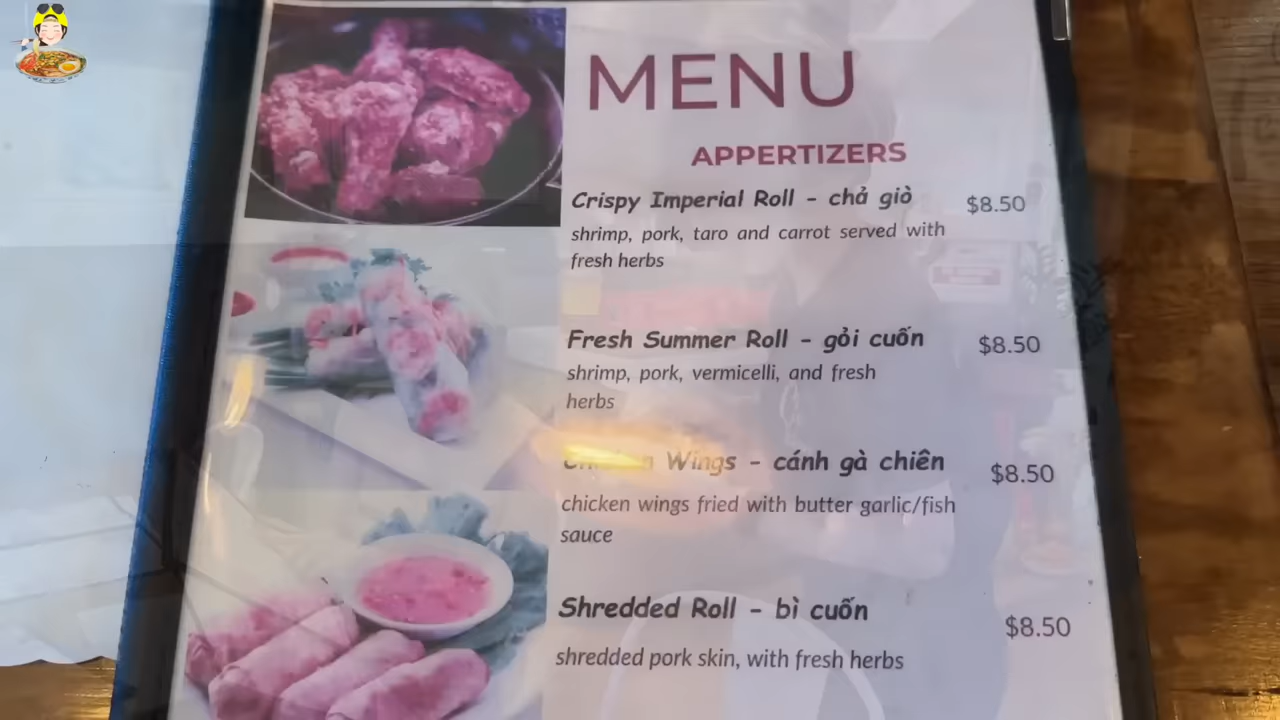 MENU
APPERTIZERS
Crispy Imperial Roll - chả giò $8.50
shrimp, pork, taro and carrot served with
fresh herbs
Fresh Summer Roll - gỏi cuốn $8.50
shrimp, pork, vermicelli, and fresh
herbs
Wings - cánh gà chiên $8.50
chicken wings fried with butter garlic/fish
sauce
Shredded Roll - bì cuốn $8.50
shredded pork skin, with fresh herbs